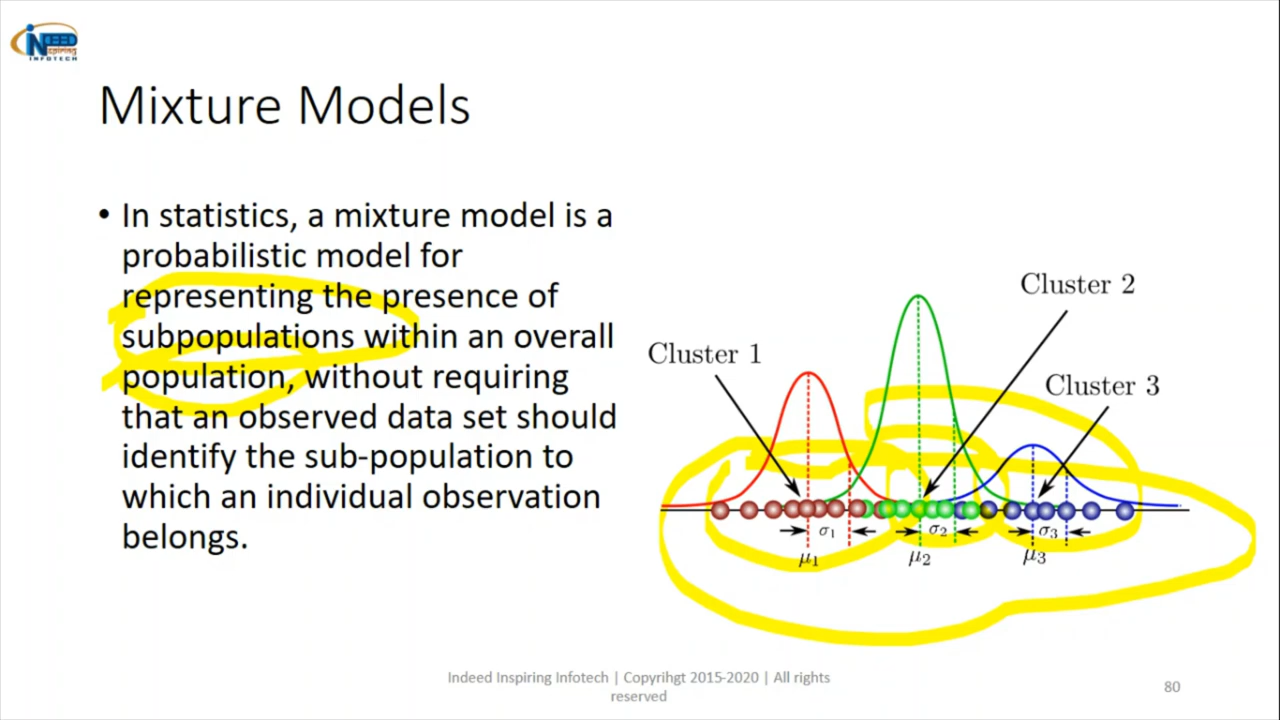 iNEED
nspiring
INFOTECH
Mixture Models
• In statistics, a mixture model is a
probabilistic model for
representing the presence of
subpopulations within an overall
population, without requiring
that an observed data set should
identify the sub-population to
which an individual observation
belongs.
Cluster 1
Cluster 2
Cluster 3
σ₁
σ₂
σ₃
μ₁
μ₂
μ₃
Indeed Inspiring Infotech | Copyrihgt 2015-2020 | All rights
reserved
80